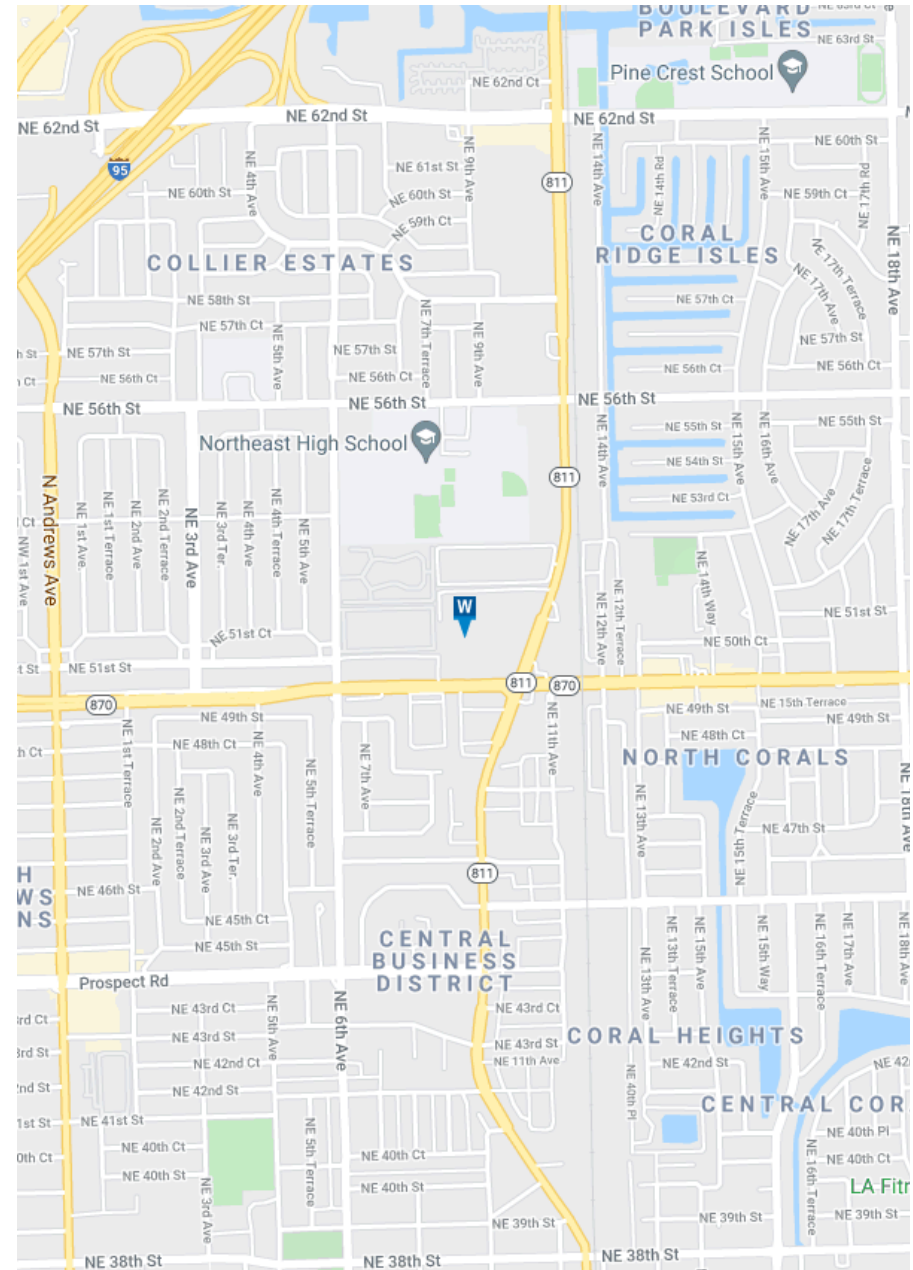 BOULEVARD
PARK ISLES
NE 63rd St
Pine Crest School
NE 62nd Ct
NE 62nd St
NE 62nd St
NE 62nd St
NE 60th St
95
NE 4th Ave
NE 61st St
NE 9th Ave
811
NE 14th Ave
NE 14th Rd
NE 15th Ave
NE 60th St
NE 60th St
NE 59th Ct
NE 59th Ct
NE 17th Rd
CORAL
RIDGE ISLES
COLLIER ESTATES
NE 18th Ave
NE 17th Terrace
NE 17th Ave
NE 58th St
NE 57th Ct
NE 57th Ct
NE 5th Ave
NE 7th Terrace
NE 9th Ave
NE 57th St
NE 57th St
NE 57th St
NE 56th Ct
NE 56th Ct
NE 56th Ct
NE 56th Ct
NE 56th St
NE 56th St
NE 56th St
Northeast High School
NE 14th Ave
NE 55th St
NE 15th Ave
NE 16th Ave
NE 55th St
NE 54th St
NE 53rd Ct
NE 17th Ave
NE 17th Terrace
811
N Andrews Ave
NW 1st Ave
NE 1st Ave
NE 1st Terrace
NE 2nd Ave
NE 2nd Terrace
NE 3rd Ave
NE 3rd Ter.
NE 4th Ave
NE 4th Terrace
NE 5th Ave
NE 12th Ave
NE 12th Terrace
NE 14th Way
W
NE 51st St
NE 51st Ct
NE 50th Ct
NE 51st St
811
870
870
NE 49th St
NE 49th St
NE 15th Terrace
NE 49th St
NE 1st Terrace
NE 48th Ct
NE 4th Ave
NE 5th Terrace
NE 7th Ave
NE 11th Ave
NE 48th Ct
NORTH CORALS
NE 18th Ave
NE 2nd Ave
NE 2nd Terrace
NE 3rd Ave
NE 3rd Ter.
NE 13th Ave
NE 15th Terrace
NE 47th St
811
NE 46th St
NE 45th Ct
NE 45th St
CENTRAL
BUSINESS
DISTRICT
NE 13th Ave
NE 13th Terrace
NE 15th Ave
NE 15th Way
NE 16th Terrace
NE 17th Ave
NE 18th Ave
Prospect Rd
NE 43rd Ct
NE 5th Ave
NE 6th Ave
NE 43rd Ct
NE 43rd St
NE 43rd St
CORAL HEIGHTS
NE 42nd Ct
NE 11th Ave
NE 42nd St
NE 42nd St
NE 40th Pl
CENTRAL COR
NE 41st St
NE 40th Ct
NE 5th Terrace
NE 40th Ct
NE 16th Terrace
NE 40th Pl
NE 40th Ct
NE 40th St
NE 3rd Ave
NE 40th St
LA Fitn
NE 39th St
NE 39th St
NE 39th St
NE 38th St
NE 38th St
NE 38th St